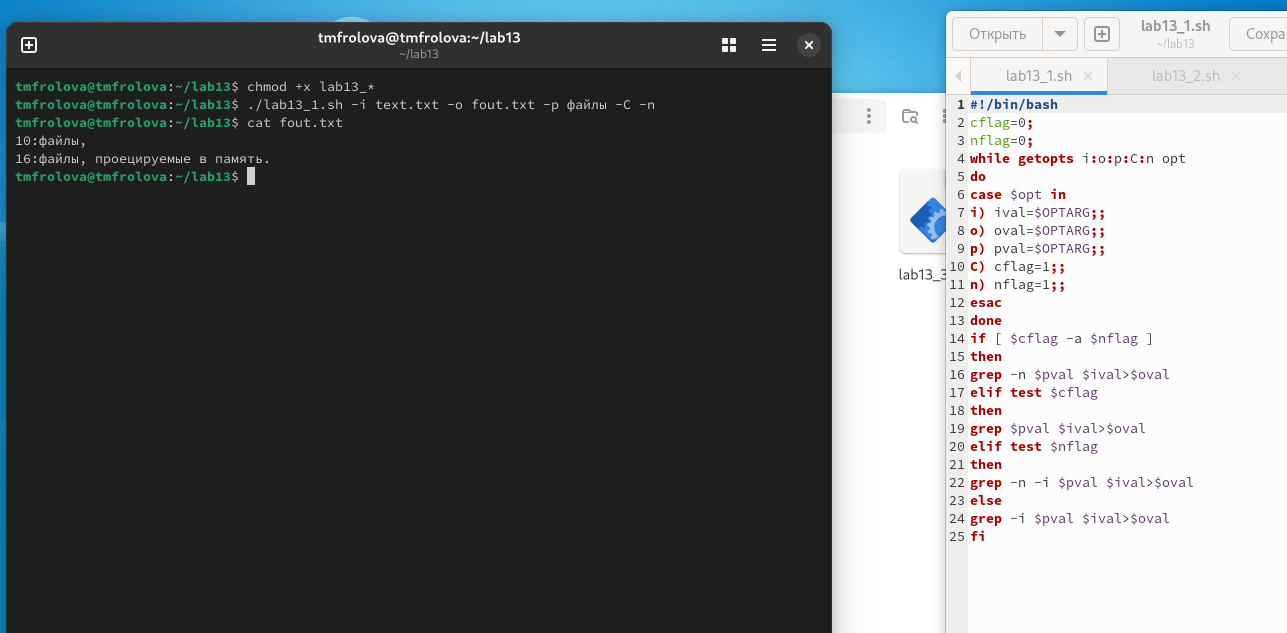 tmfrolova@tmfrolova:~/lab13
~/lab13
tmfrolova@tmfrolova:~/lab13$ chmod +x lab13_*
tmfrolova@tmfrolova:~/lab13$ ./lab13_1.sh -i text.txt -o fout.txt -p файлы -C -n
tmfrolova@tmfrolova:~/lab13$ cat fout.txt
10:файлы,
16:файлы, проецируемые в память.
tmfrolova@tmfrolova:~/lab13$
lab13_3
Открыть
lab13_1.sh
~/lab13
Сохра
lab13_1.sh
lab13_2.sh
1 #!/bin/bash
2 cflag=0;
3 nflag=0;
4 while getopts i:o:p:C:n opt
5 do
6 case $opt in
7 i) ival=$OPTARG;;
8 o) oval=$OPTARG;;
9 p) pval=$OPTARG;;
10 C) cflag=1;;
11 n) nflag=1;;
12 esac
13 done
14 if [ $cflag -a $nflag ]
15 then
16 grep -n $pval $ival>$oval
17 elif test $cflag
18 then
19 grep $pval $ival>$oval
20 elif test $nflag
21 then
22 grep -n -i $pval $ival>$oval
23 else
24 grep -i $pval $ival>$oval
25 fi